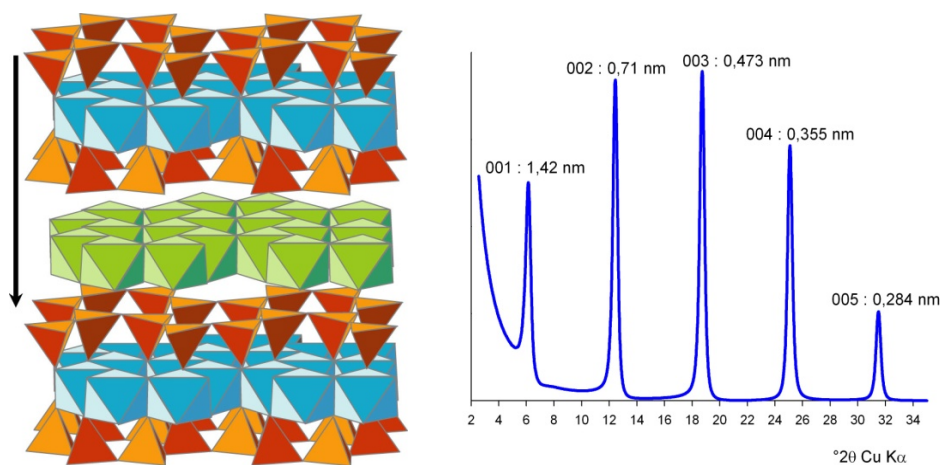 003 : 0,473 nm
002 : 0,71 nm
004 : 0,355 nm
001 : 1,42 nm
005 : 0,284 nm
2 4 6 8 10 12 14 16 18 20 22 24 26 28 30 32 34
°2θ Cu Kα